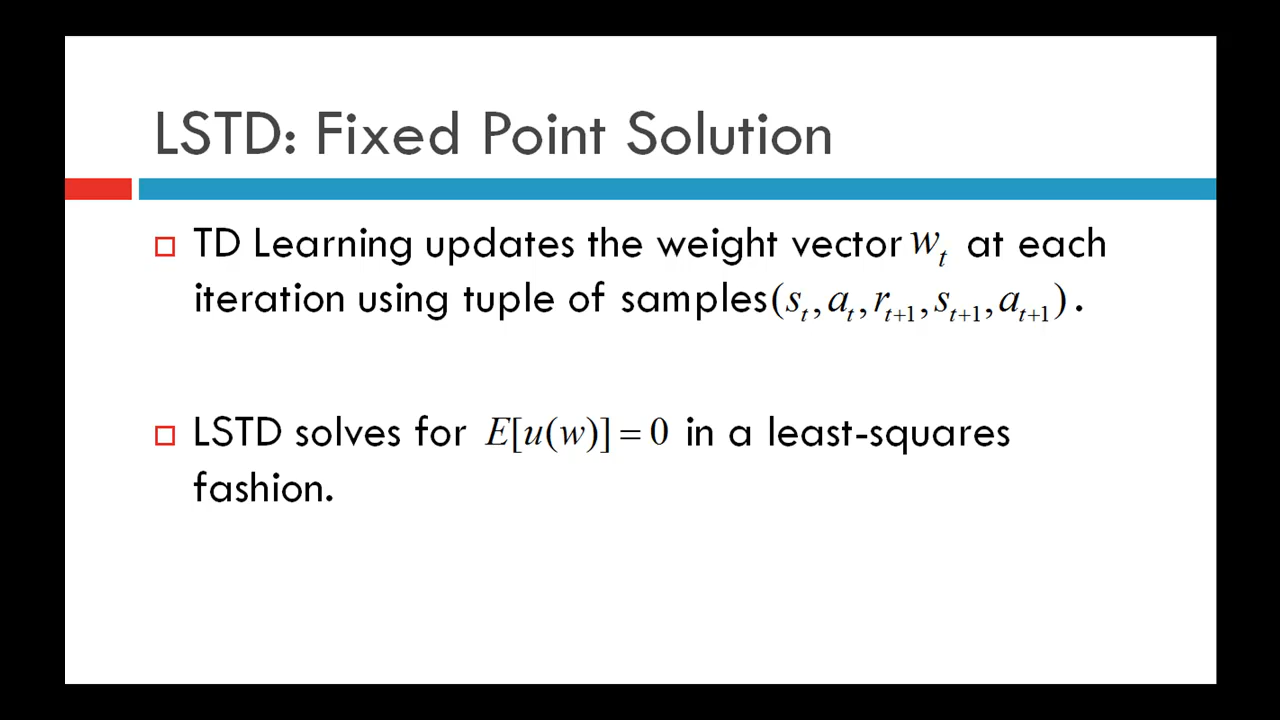 LSTD: Fixed Point Solution
TD Learning updates the weight vector w_t at each
iteration using tuple of samples (s_t, a_t, r_{t+1}, s_{t+1}, a_{t+1}).
LSTD solves for E[u(w)] = 0 in a least-squares
fashion.